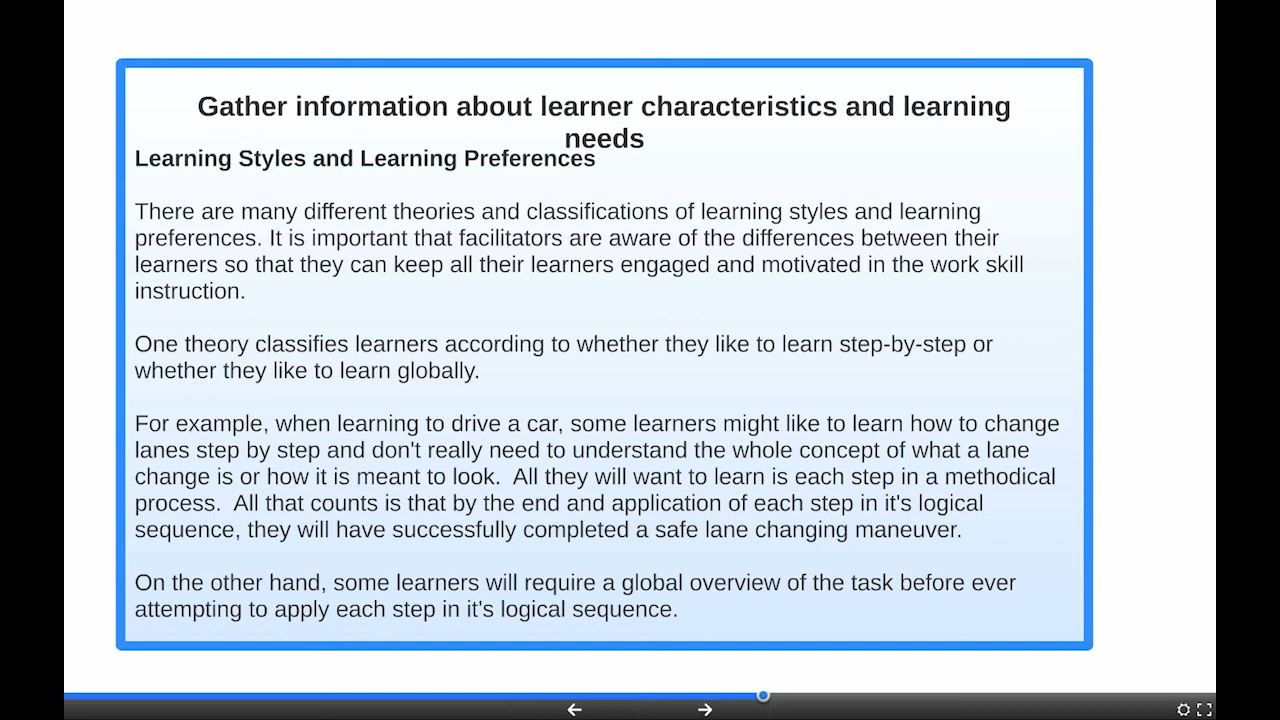 Gather information about learner characteristics and learning
needs
Learning Styles and Learning Preferences
There are many different theories and classifications of learning styles and learning
preferences. It is important that facilitators are aware of the differences between their
learners so that they can keep all their learners engaged and motivated in the work skill
instruction.
One theory classifies learners according to whether they like to learn step-by-step or
whether they like to learn globally.
For example, when learning to drive a car, some learners might like to learn how to change
lanes step by step and don't really need to understand the whole concept of what a lane
change is or how it is meant to look.  All they will want to learn is each step in a methodical
process.  All that counts is that by the end and application of each step in it's logical
sequence, they will have successfully completed a safe lane changing maneuver.
On the other hand, some learners will require a global overview of the task before ever
attempting to apply each step in it's logical sequence.